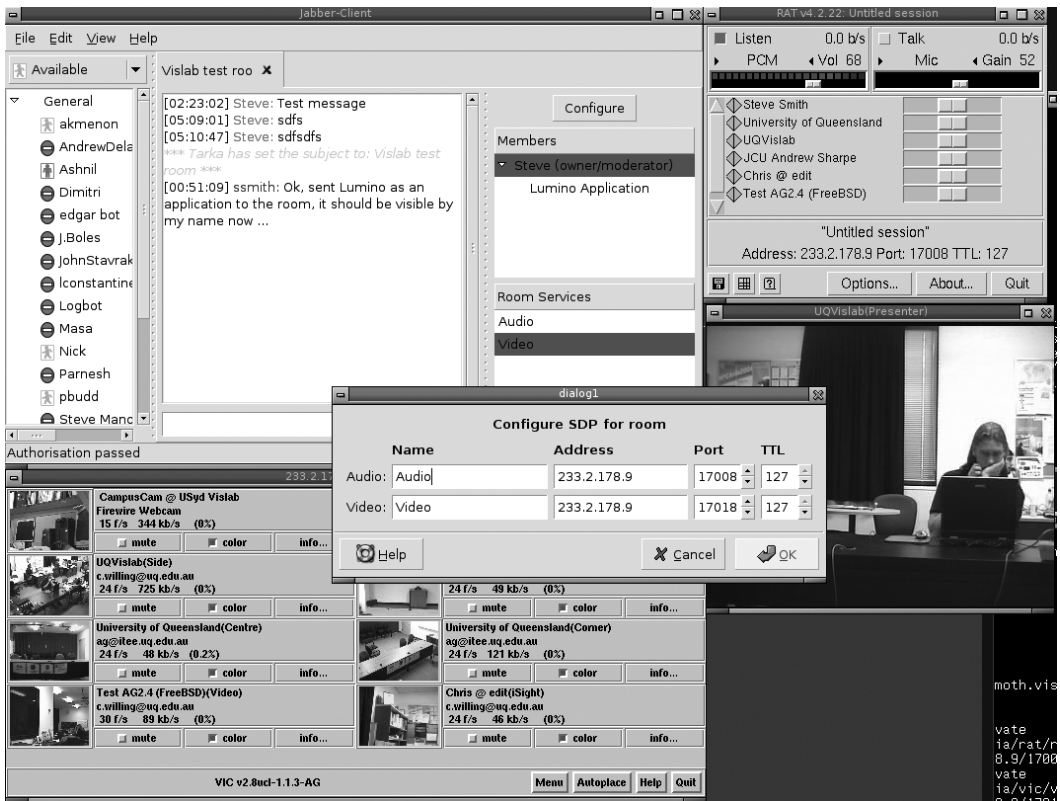 Jabber-Client
File Edit View Help
Available
Vislab test roo
General
akmenon
AndrewDela
Ashnil
Dimitri
edgar bot
J.Boles
JohnStavrak
lconstantine
Logbot
Masa
Nick
Parnesh
pbudd
Steve Manc
Authorisation passed
[02:23:02] Steve: Test message
[05:09:01] Steve: sdfs
[05:10:47] Steve: sdfsdfs
*** Tarka has set the subject to: Vislab test
room ***
[00:51:09] ssmith: Ok, sent Lumino as an
application to the room, it should be visible by
my name now ...
Configure
Members
Steve (owner/moderator)
Lumino Application
Room Services
Audio
Video
RAT v4.2.22: Untitled session
Listen 0.0 b/s Talk 0.0 b/s
PCM Vol 68 Mic Gain 52
Steve Smith
University of Queensland
UQVislab
JCU Andrew Sharpe
Chris @ edit
Test AG2.4 (FreeBSD)
"Untitled session"
Address: 233.2.178.9 Port: 17008 TTL: 127
Options... About... Quit
UQVislab(Presenter)
dialog1
Configure SDP for room
Name Address Port TTL
Audio: Audio 233.2.178.9 17008 127
Video: Video 233.2.178.9 17018 127
Help Cancel OK
233.2.17
CampusCam @ USyd Vislab
Firewire Webcam
15 f/s 344 kb/s (0%)
mute color info...
UQVislab(Side)
c.willing@uq.edu.au
24 f/s 725 kb/s (0%)
mute color info...
24 f/s 49 kb/s (0%)
mute color info...
University of Queensland(Centre)
ag@itee.uq.edu.au
24 f/s 48 kb/s (0.2%)
mute color info...
University of Queensland(Corner)
ag@itee.uq.edu.au
24 f/s 121 kb/s (0%)
mute color info...
Test AG2.4 (FreeBSD)(Video)
c.willing@uq.edu.au
30 f/s 89 kb/s (0%)
mute color info...
Chris @ edit(iSight)
c.willing@uq.edu.au
24 f/s 46 kb/s (0%)
mute color info...
VIC v2.8ucl-1.1.3-AG
Menu Autoplace Help Quit
moth.vis
vate
ia/rat/r
8.9/1700
vate
ia/vic/v